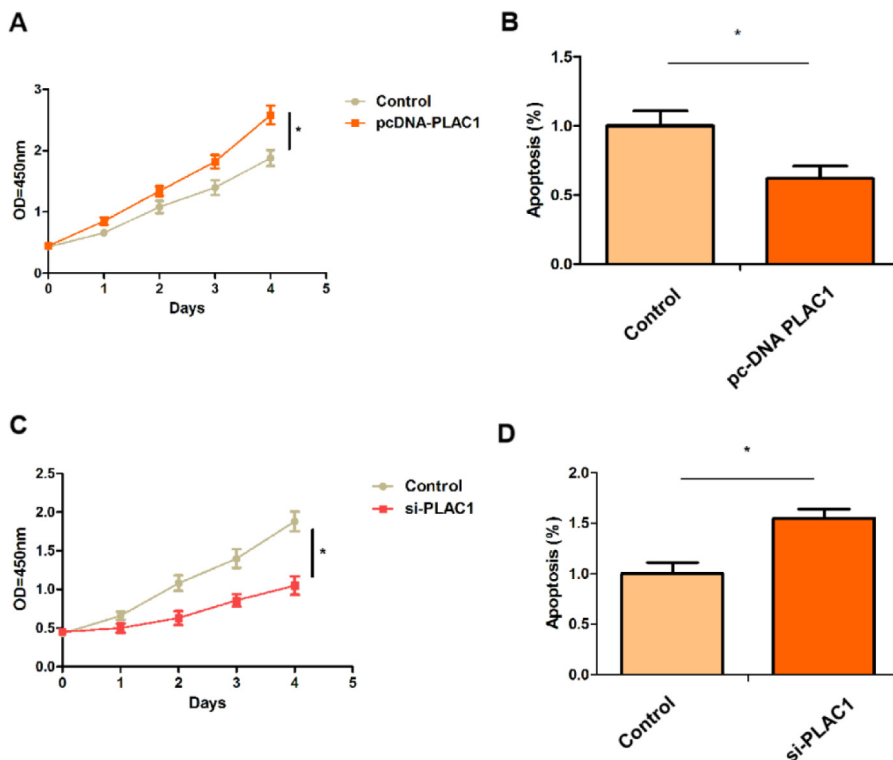 A
Control
pcDNA-PLAC1
3
2
1
0
OD=450nm
*
0 1 2 3 4 5
Days
B
*
1.5
1.0
0.5
0.0
Apoptosis (%)
Control
pc-DNA PLAC1
C
Control
si-PLAC1
2.5
2.0
1.5
1.0
0.5
0.0
OD=450nm
*
0 1 2 3 4 5
Days
D
*
2.0
1.5
1.0
0.5
0.0
Apoptosis (%)
Control
si-PLAC1